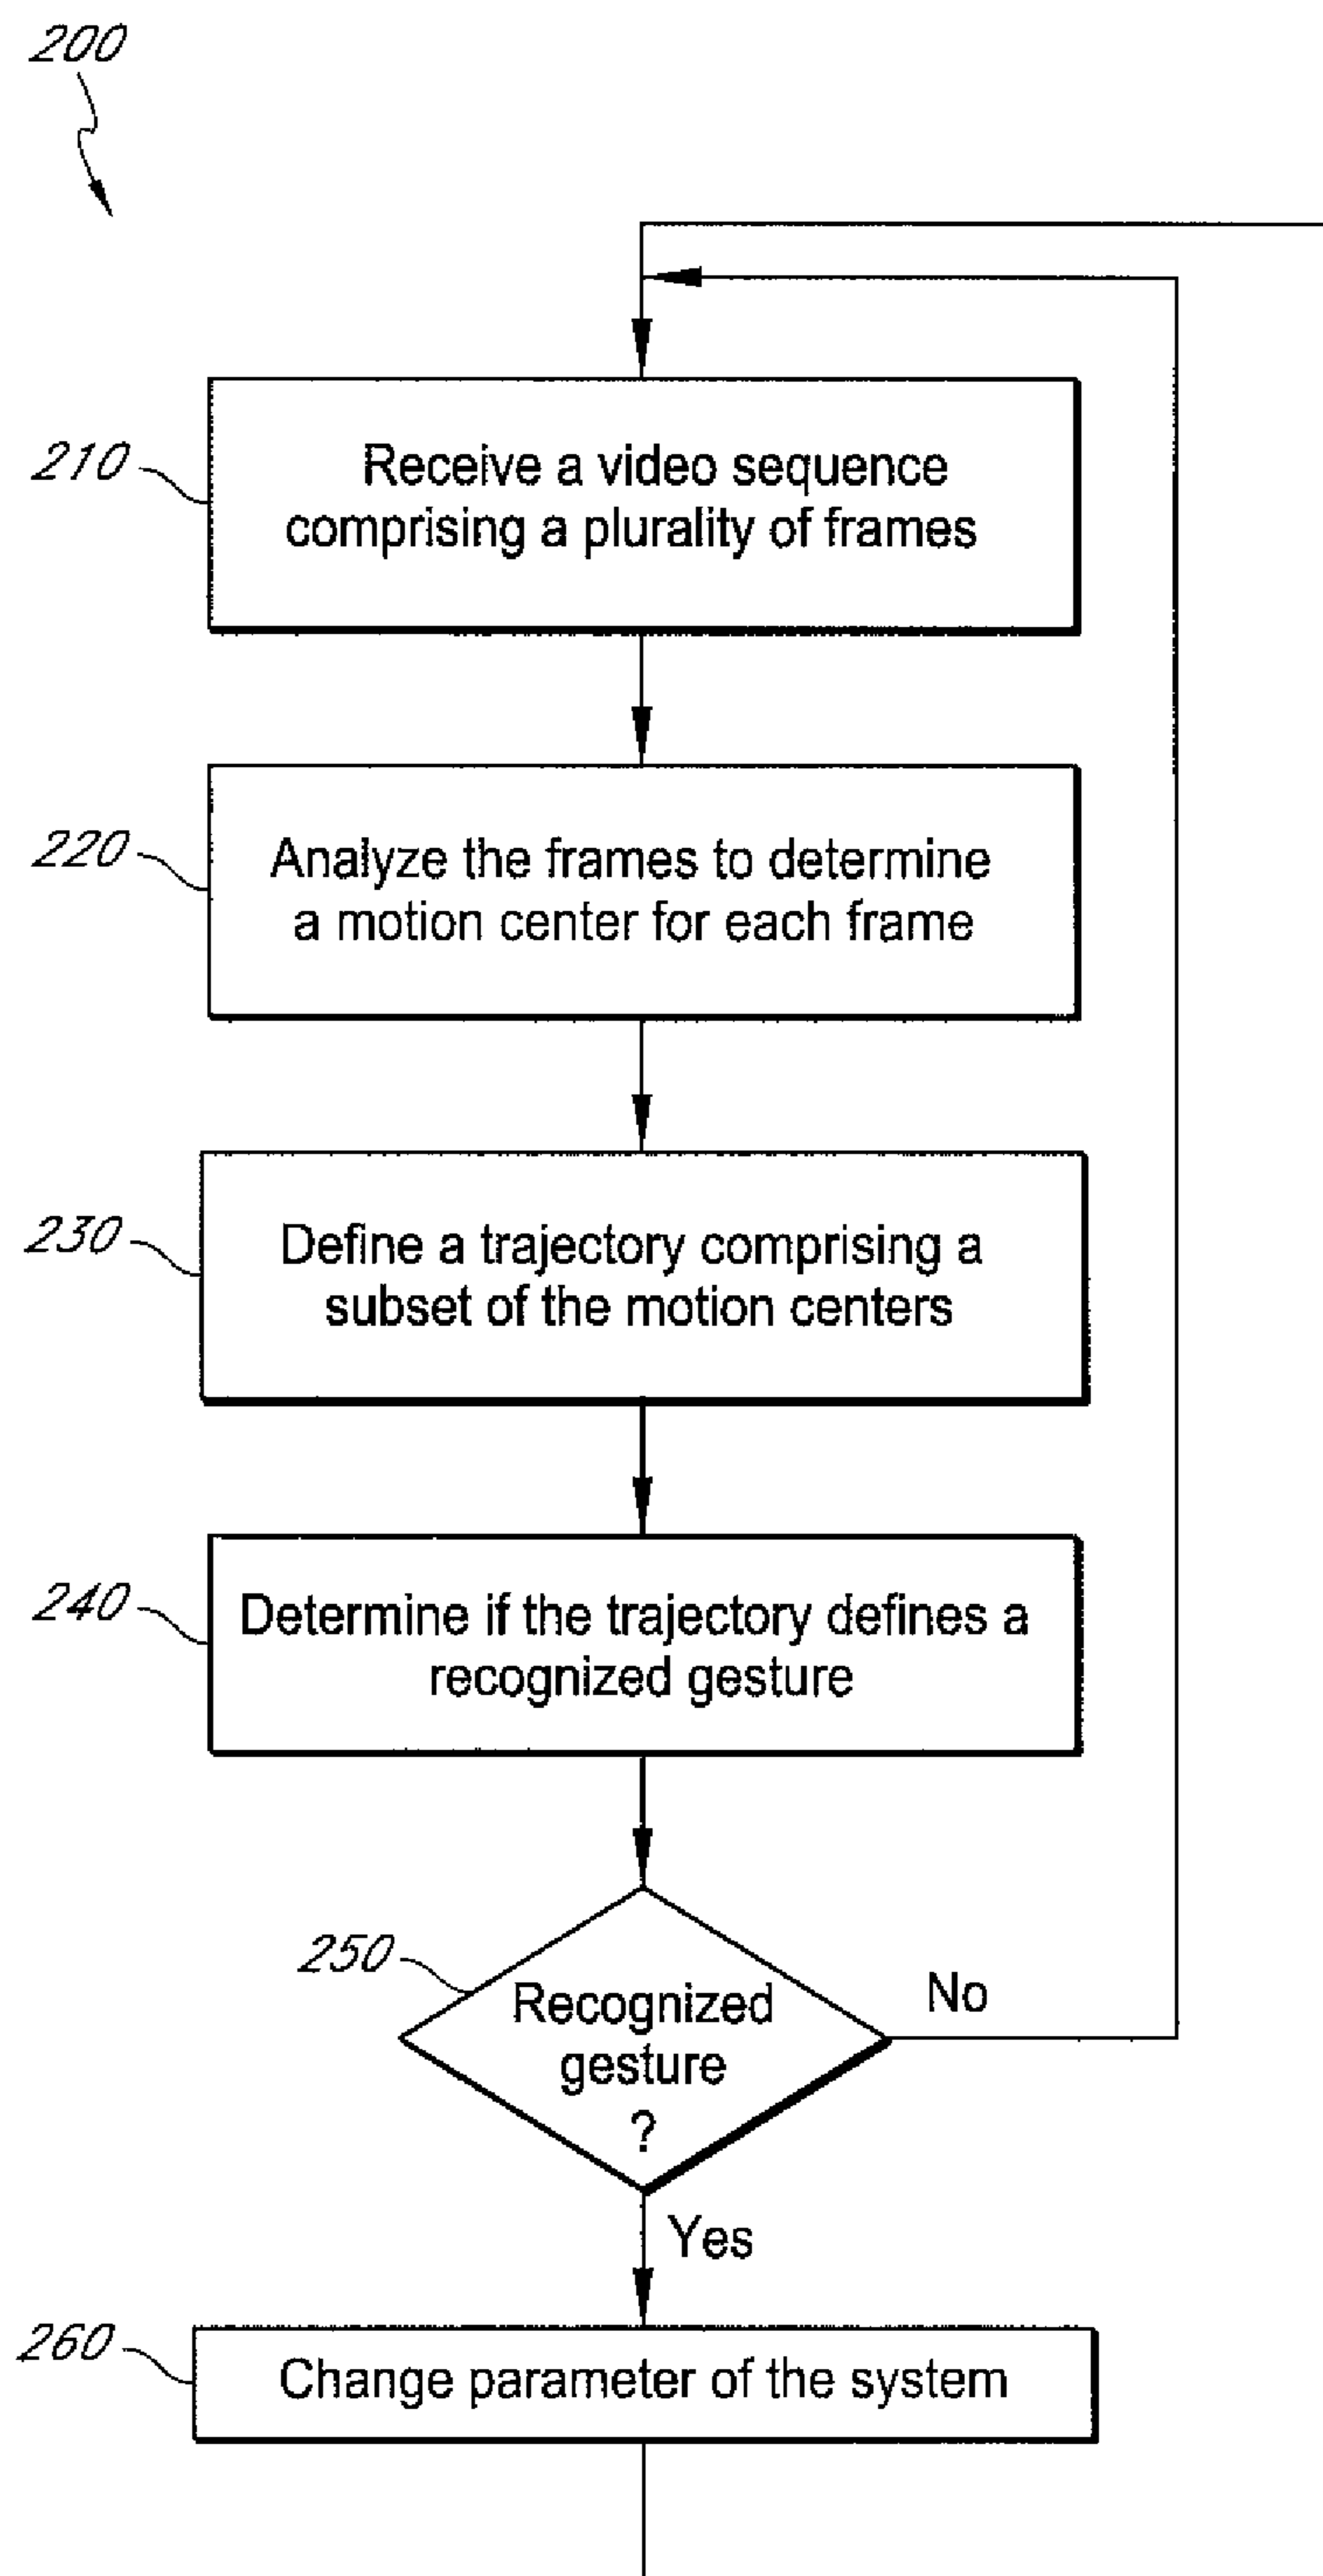 200
210
Receive a video sequence
comprising a plurality of frames
220
Analyze the frames to determine
a motion center for each frame
230
Define a trajectory comprising a
subset of the motion centers
240
Determine if the trajectory defines a
recognized gesture
250
Recognized
gesture
?
No
Yes
260
Change parameter of the system